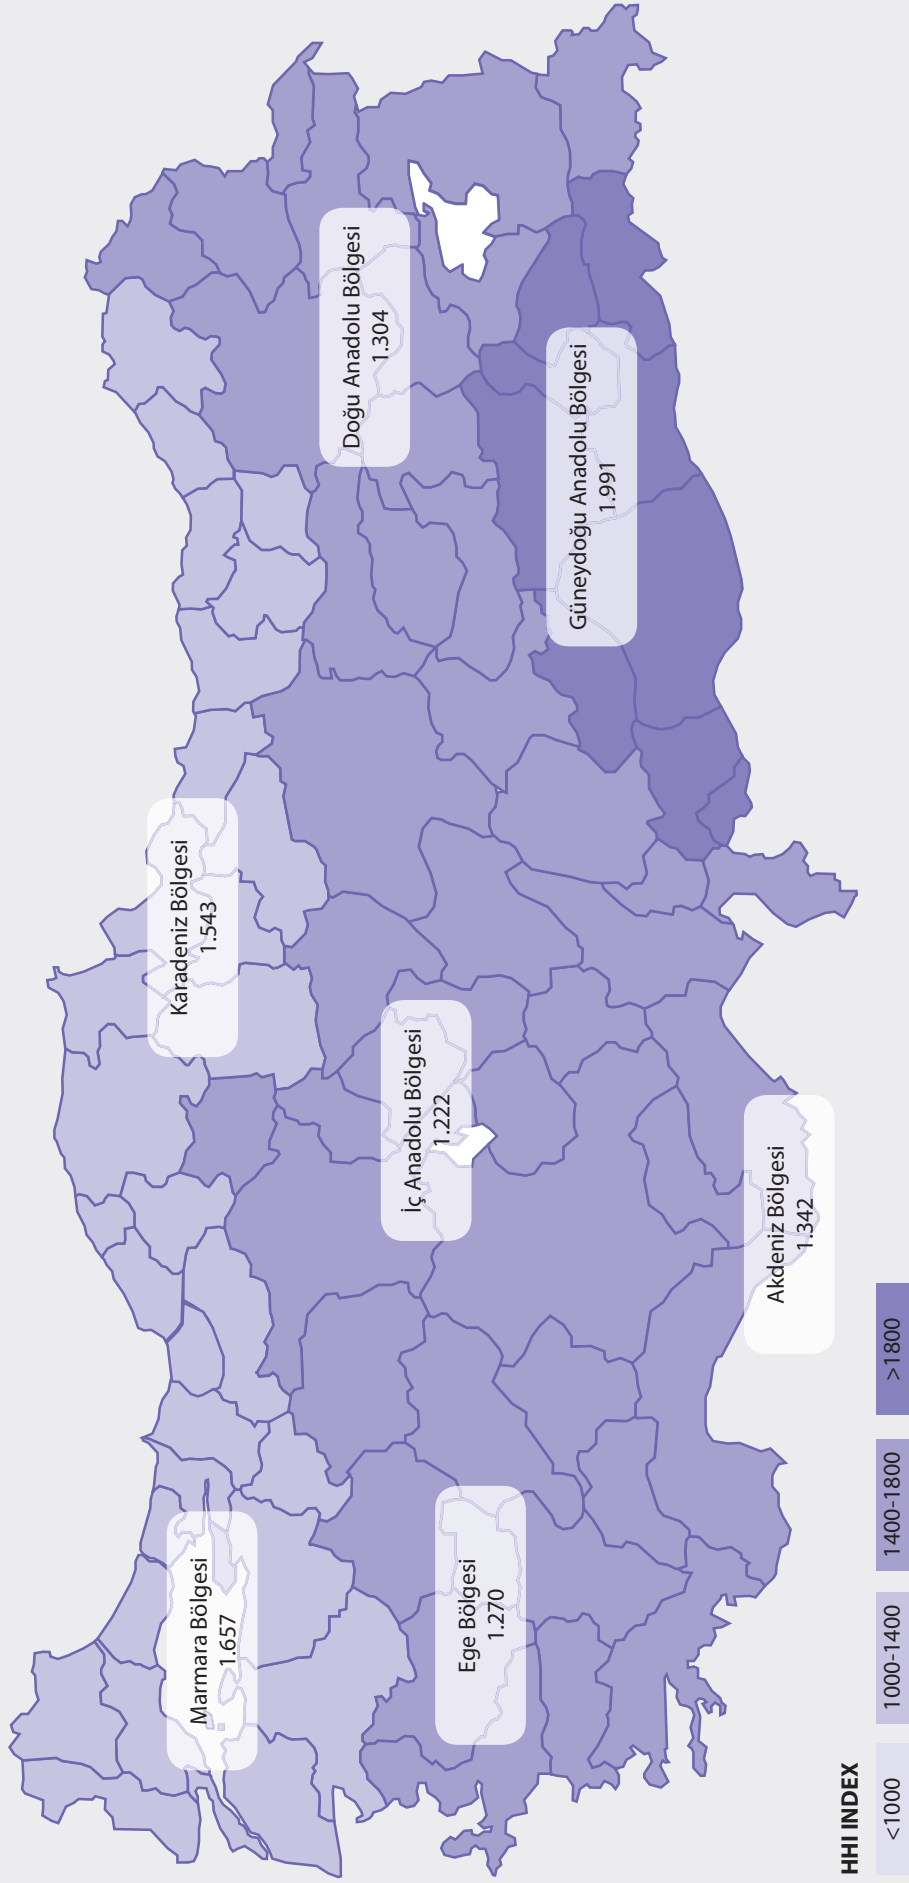 Karadeniz Bölgesi
1.543
Marmara Bölgesi
1.657
Doğu Anadolu Bölgesi
1.304
İç Anadolu Bölgesi
1.222
Ege Bölgesi
1.270
Güneydoğu Anadolu Bölgesi
1.991
Akdeniz Bölgesi
1.342
HHI INDEX
<1000
1000-1400
1400-1800
>1800